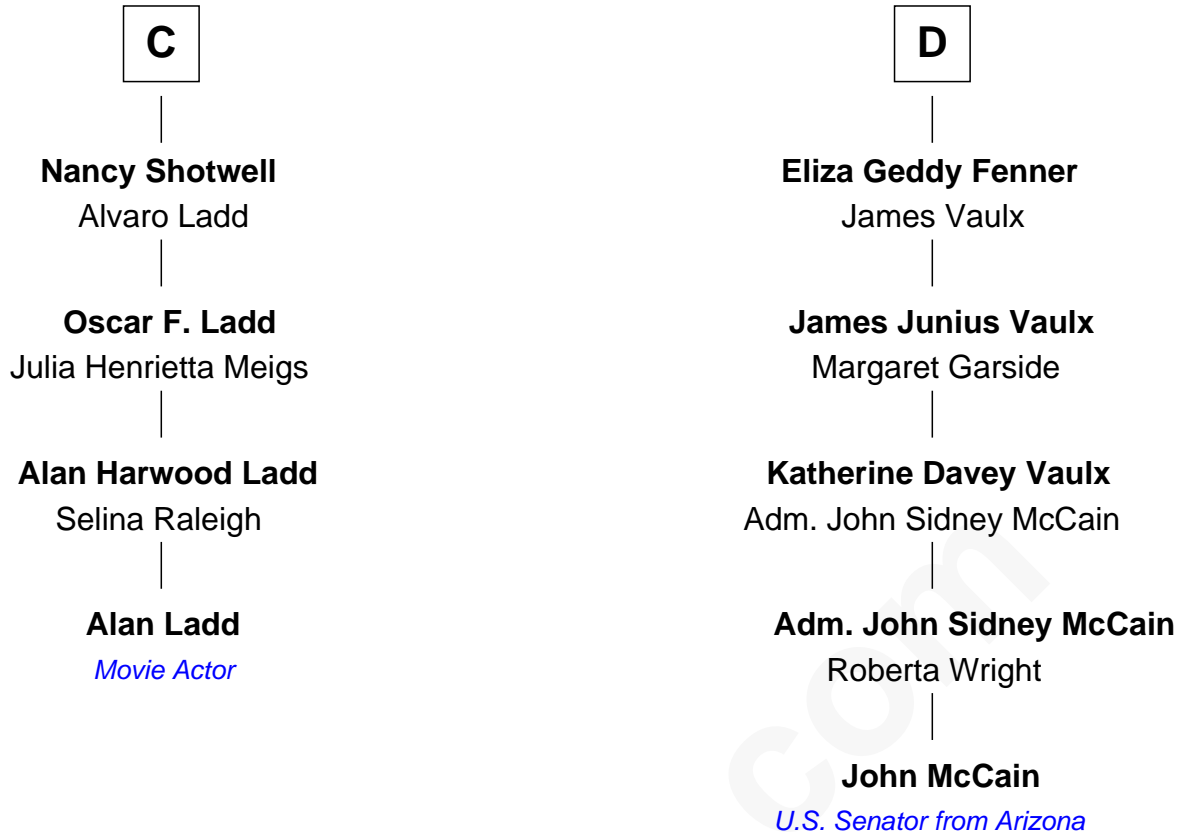 C
Nancy Shotwell
Alvaro Ladd
Oscar F. Ladd
Julia Henrietta Meigs
Alan Harwood Ladd
Selina Raleigh
Alan Ladd
Movie Actor
D
Eliza Geddy Fenner
James Vaulx
James Junius Vaulx
Margaret Garside
Katherine Davey Vaulx
Adm. John Sidney McCain
Adm. John Sidney McCain
Roberta Wright
John McCain
U.S. Senator from Arizona
com